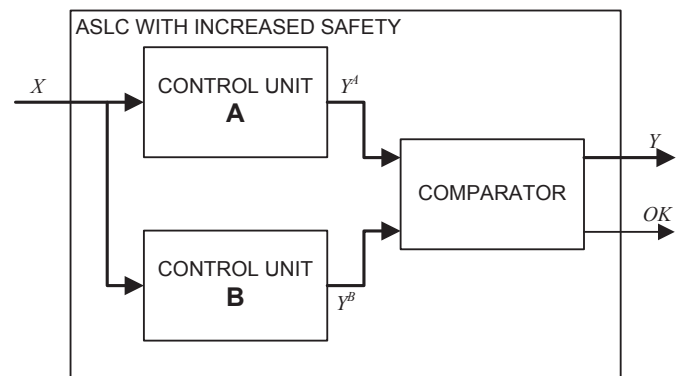 ASLC WITH INCREASED SAFETY
CONTROL UNIT
A
X
Y^A
COMPARATOR
Y
OK
CONTROL UNIT
B
Y^B